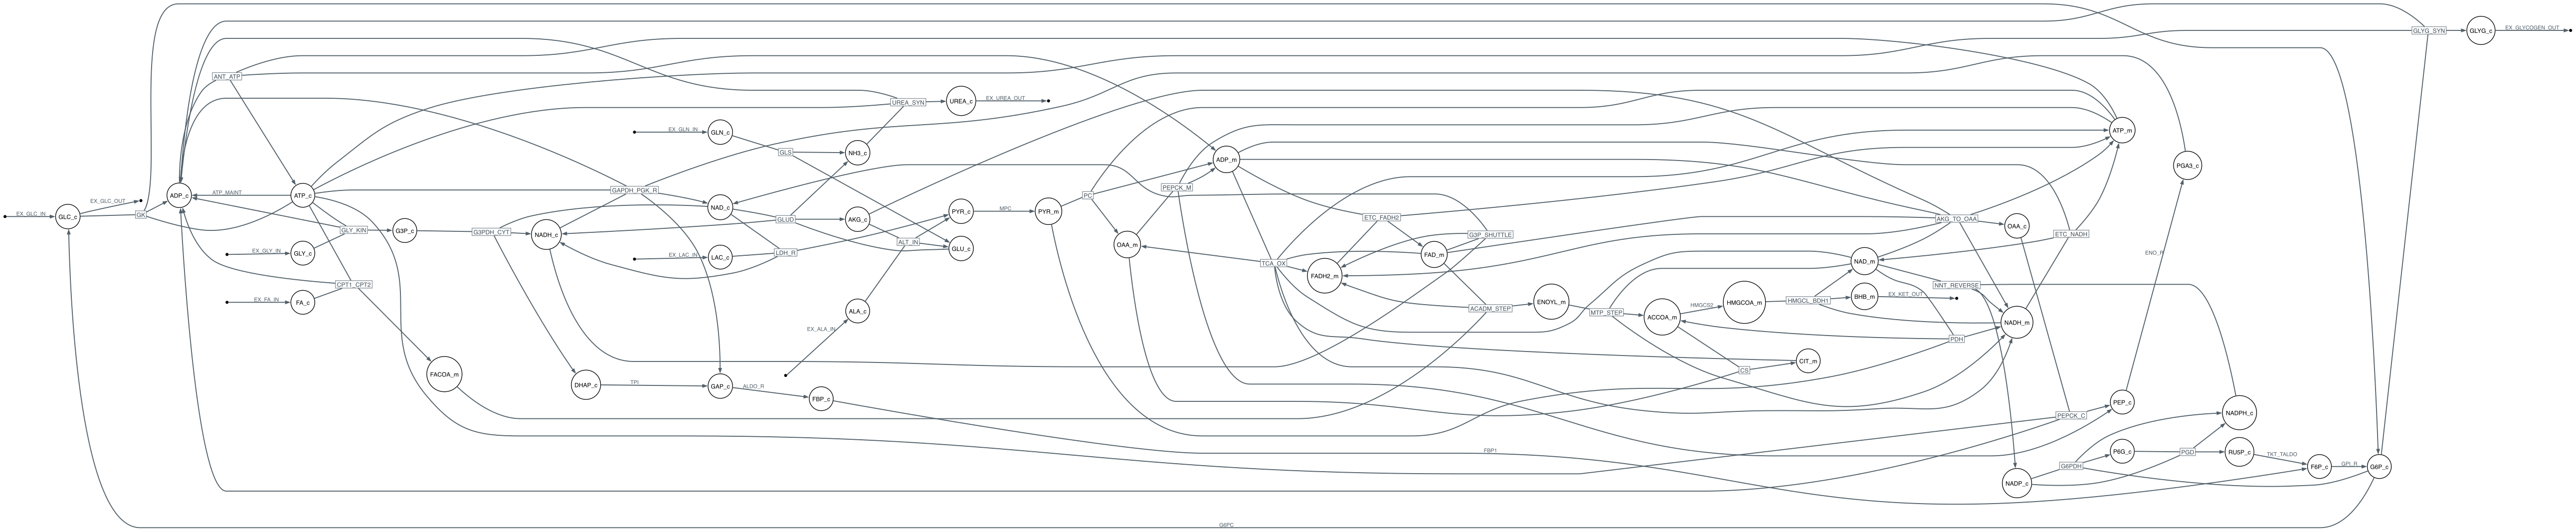 GLYG_SYN
GLYG_c
EX_GLYCOGEN_OUT
ANT_ATP
UREA_SYN
UREA_c
EX_UREA_OUT
EX_GLN_IN
GLN_c
ATP_m
GLS
NH3_c
ADP_m
PGA3_c
ADP_c
ATP_MAINT
ATP_c
GAPDH_PGK_R
PEPCK_M
PC
EX_GLC_IN
GLC_c
EX_GLC_OUT
GK
NAD_c
GLUD
AKG_c
PYR_c
MPC
PYR_m
ETC_FADH2
AKG_TO_OAA
OAA_c
EX_GLY_IN
GLY_c
GLY_KIN
G3P_c
G3PDH_CYT
NADH_c
ALT_IN
GLU_c
OAA_m
G3P_SHUTTLE
ETC_NADH
EX_LAC_IN
LAC_c
LDH_R
FAD_m
TCA_OX
FADH2_m
NAD_m
CPT1_CPT2
NNT_REVERSE
EX_FA_IN
FA_c
ALA_c
EX_ALA_IN
ACADM_STEP
ENOYL_m
MTP_STEP
ACCOA_m
HMGCS2
HMGCOA_m
HMGCL_BDH1
BHB_m
EX_KET_OUT
NADH_m
PDH
CIT_m
CS
FACOA_m
DHAP_c
TPI
GAP_c
ALDO_R
FBP_c
PEPCK_C
PEP_c
NADPH_c
FBP1
P6G_c
PGD
RU5P_c
TKT_TALDO
G6PDH
F6P_c
GPI_R
G6P_c
NADP_c
G6PC